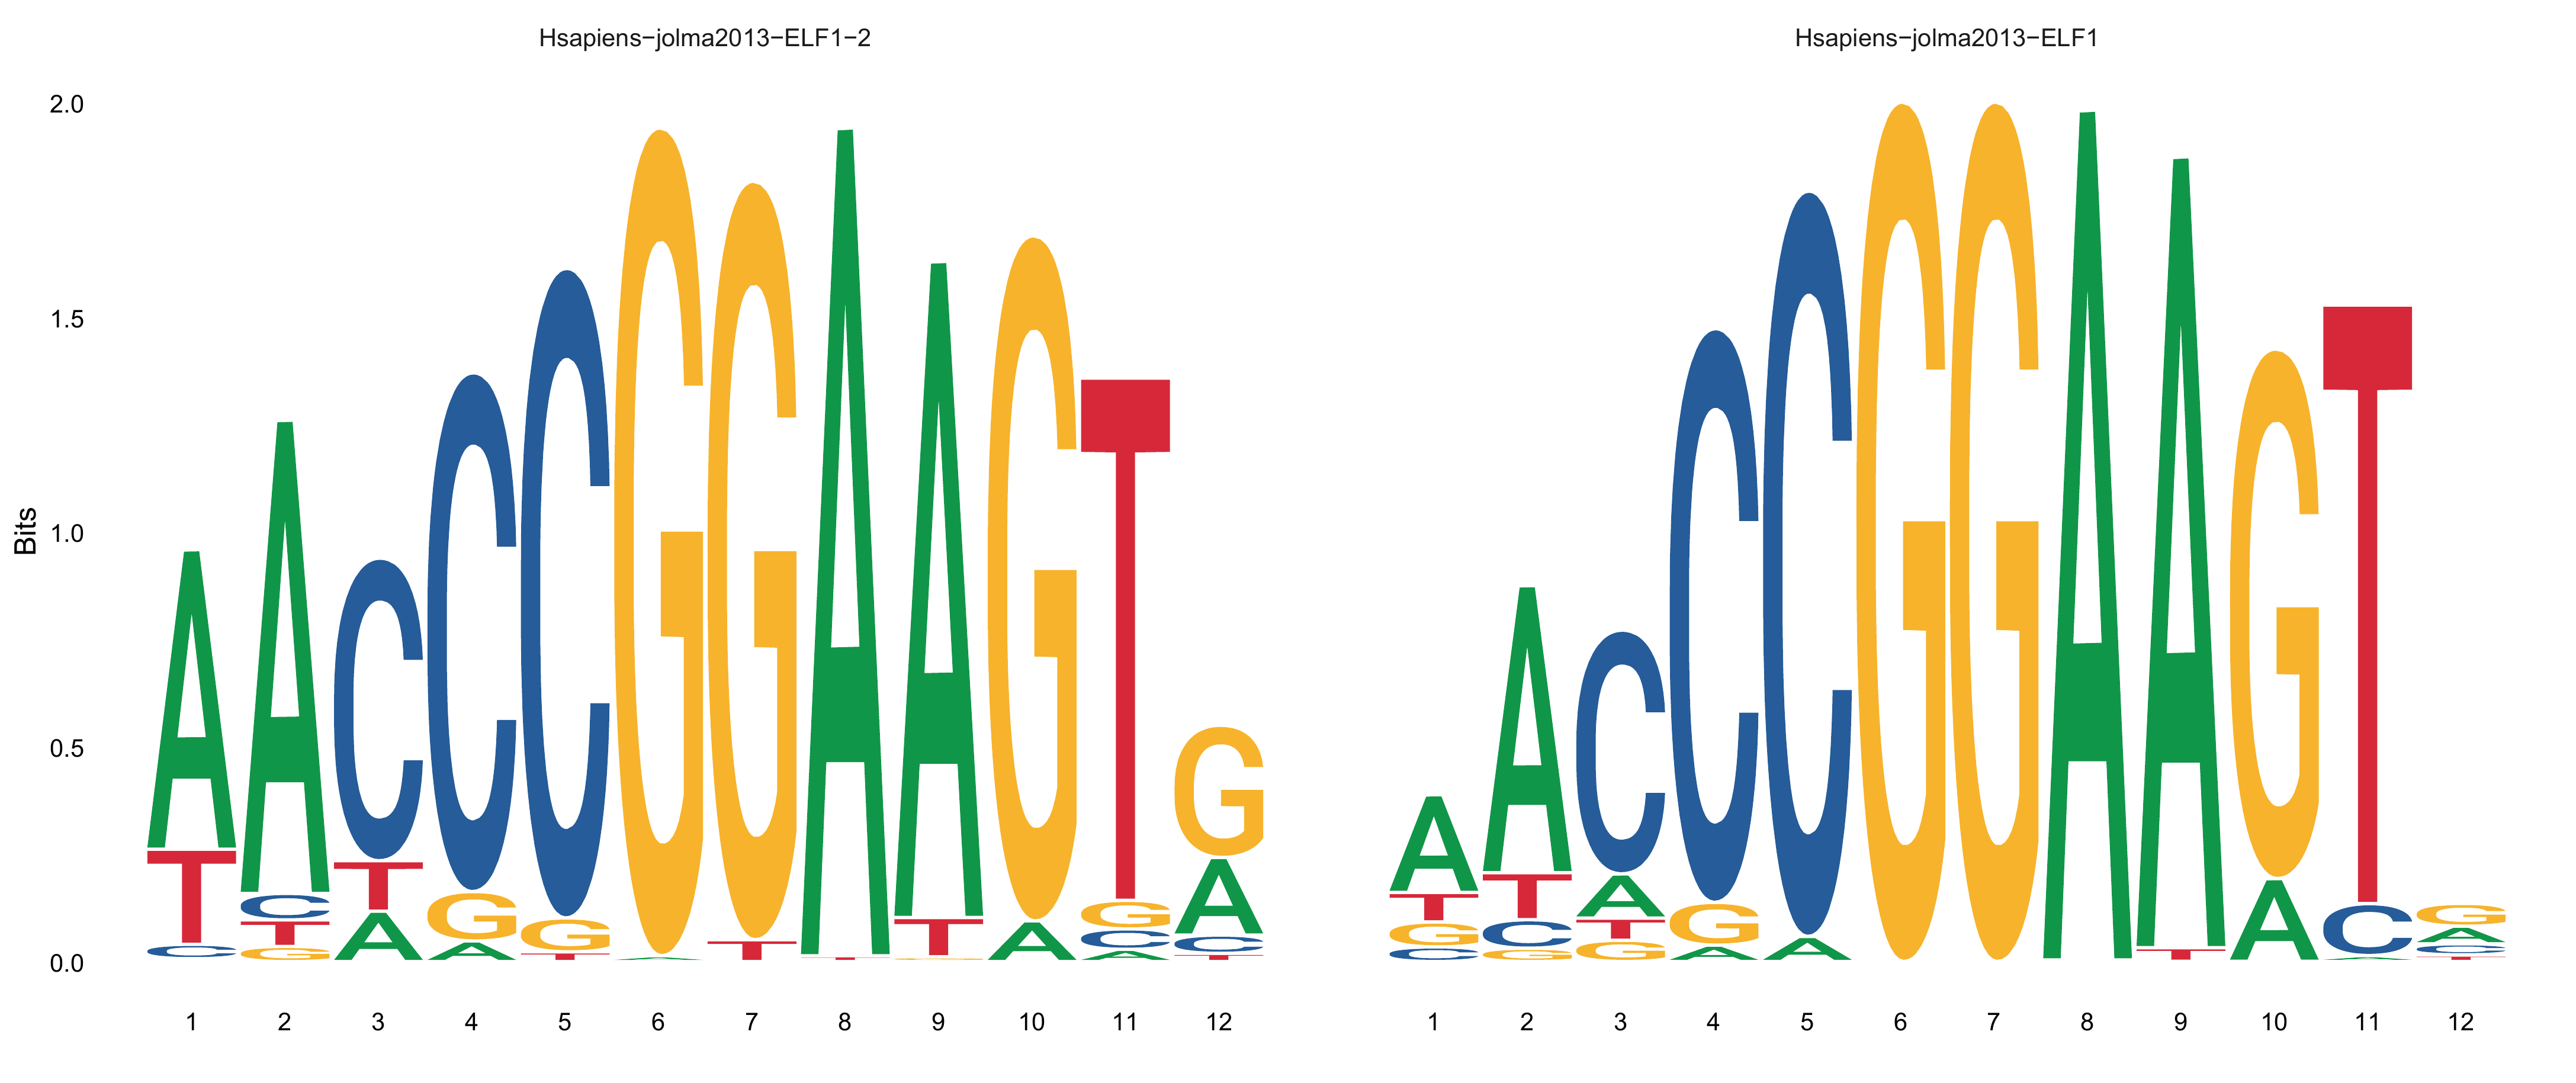 Hsapiens−jolma2013−ELF1−2
Hsapiens−jolma2013−ELF1
2.0
1.5
1.0
0.5
0.0
Bits
A A C C C G G A A G T G
T C T G G A T T T A G A
C T A A T G C C
G A T
A A C C C G G A A G T G
T T A G A T A C A
G C T A C
C G G T
1 2 3 4 5 6 7 8 9 10 11 12
1 2 3 4 5 6 7 8 9 10 11 12